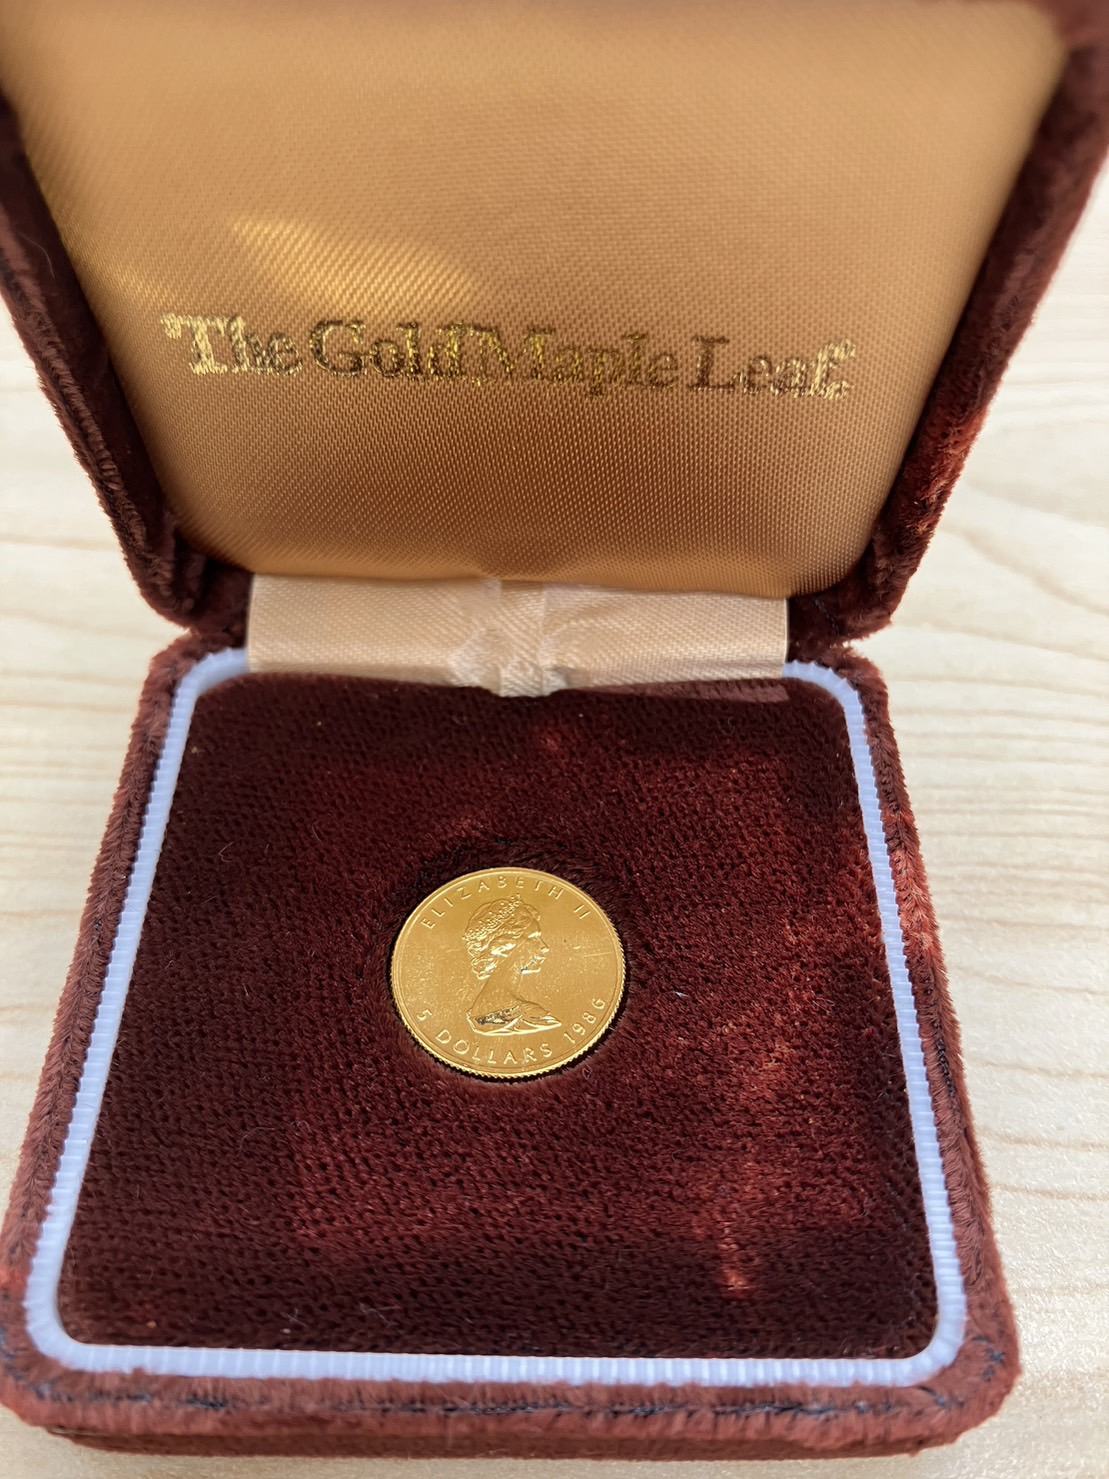 The Gold Maple Leaf.
ELIZABETH II
5 DOLLARS 1986